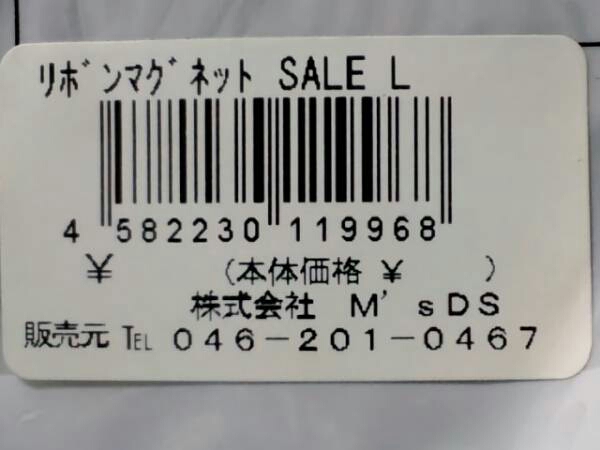 ﾘﾎﾞﾝﾏｸﾞﾈｯﾄ SALE L
4 582230 119968
￥ (本体価格 ￥ )
株式会社 M'sDS
販売元 TEL 046-201-0467